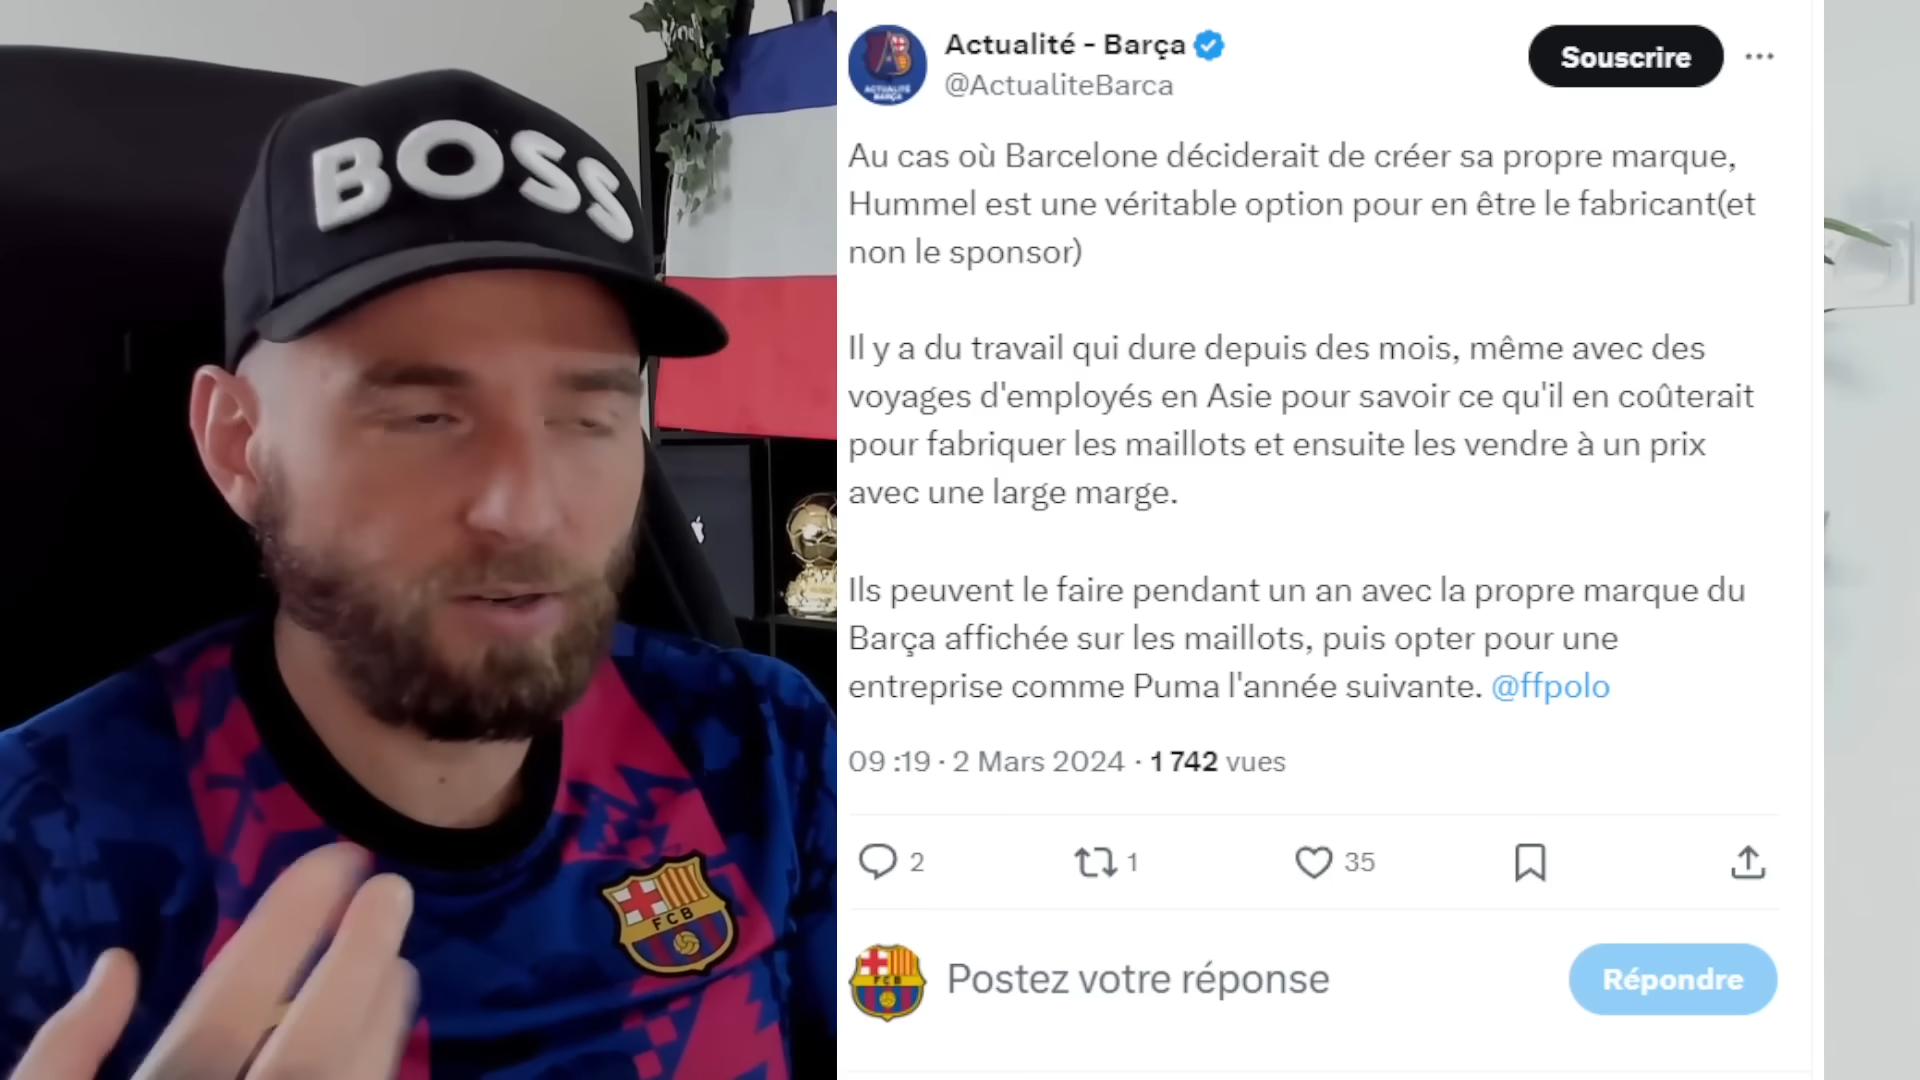 BOSS
FCB
Actualité - Barça
@ActualiteBarca
Souscrire
Au cas où Barcelone déciderait de créer sa propre marque,
Hummel est une véritable option pour en être le fabricant(et
non le sponsor)
Il y a du travail qui dure depuis des mois, même avec des
voyages d'employés en Asie pour savoir ce qu'il en coûterait
pour fabriquer les maillots et ensuite les vendre à un prix
avec une large marge.
Ils peuvent le faire pendant un an avec la propre marque du
Barça affichée sur les maillots, puis opter pour une
entreprise comme Puma l'année suivante. @ffpolo
09 :19 · 2 Mars 2024 · 1 742 vues
2 1 35
FCB
Postez votre réponse
Répondre